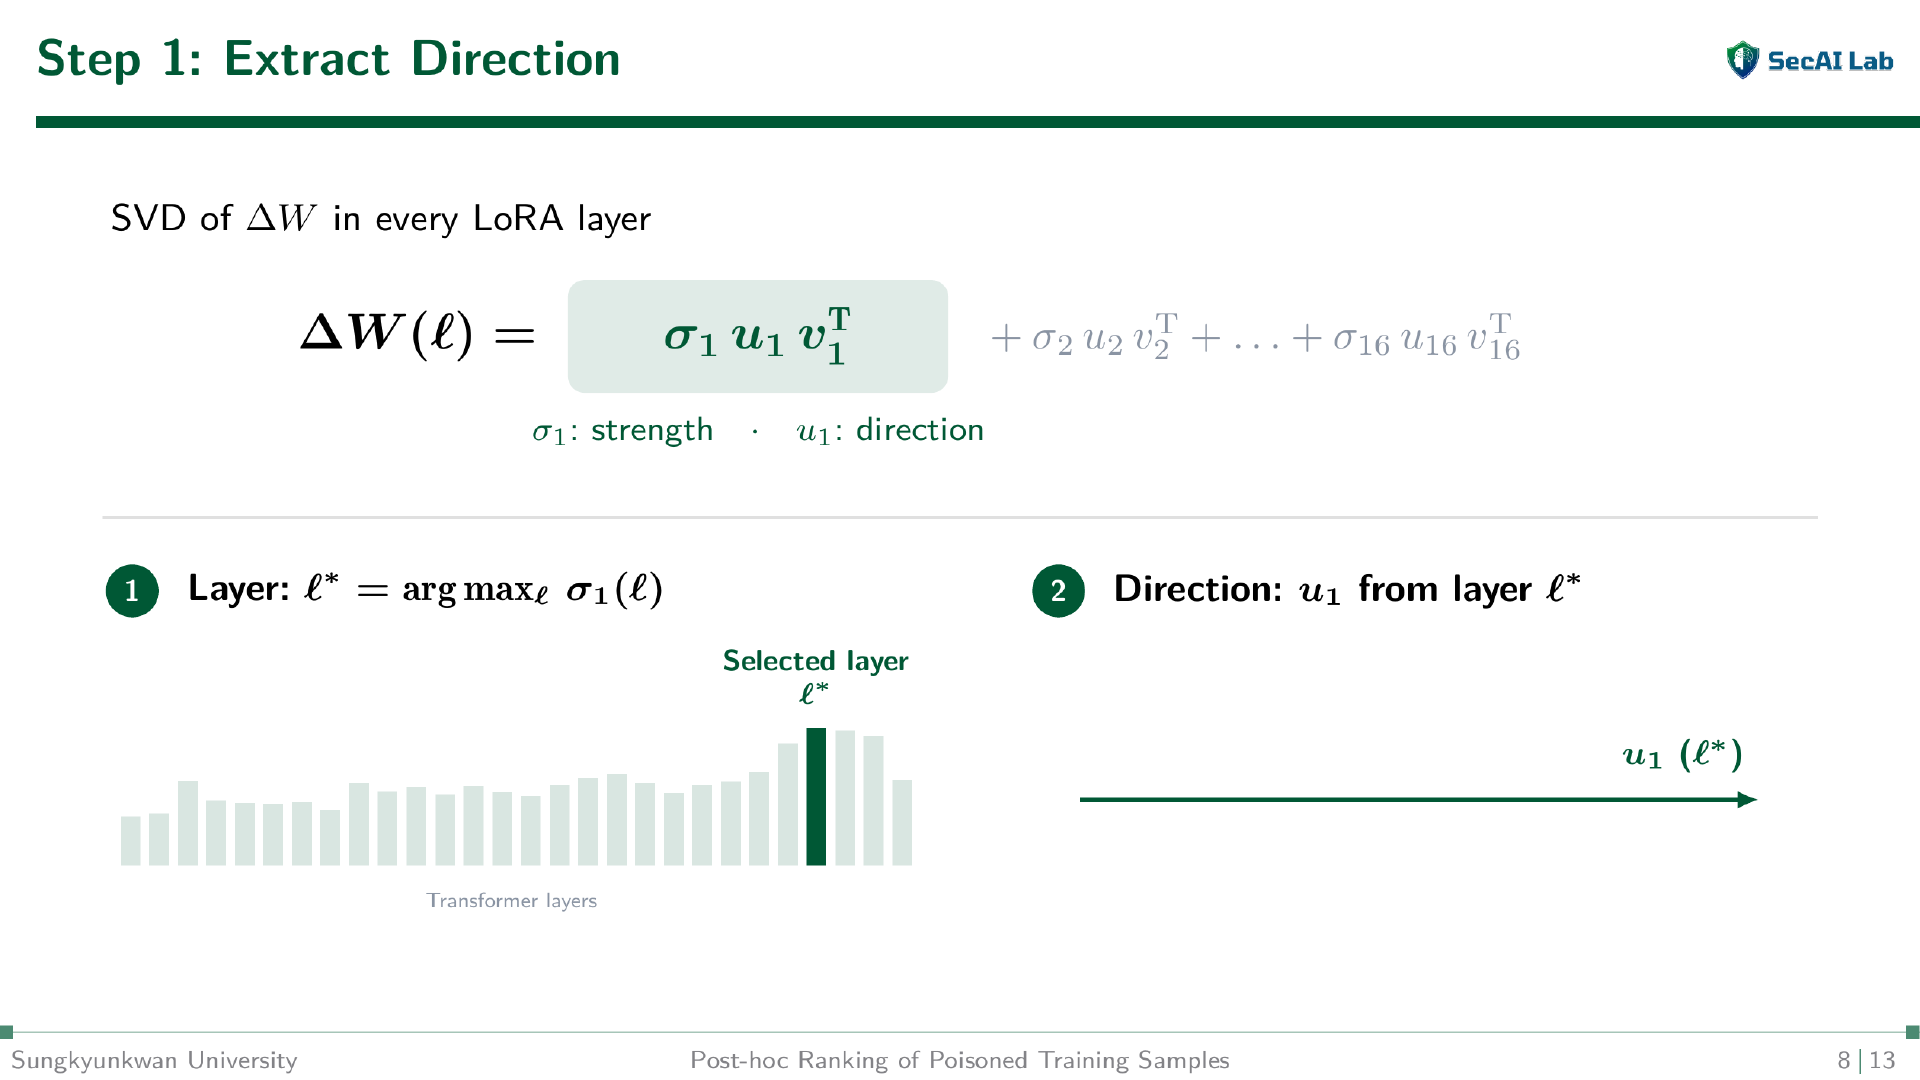 Step 1: Extract Direction
SecAI Lab
SVD of ΔW in every LoRA layer
ΔW(ℓ) = σ₁ u₁ v₁ᵀ + σ₂ u₂ v₂ᵀ + … + σ₁₆ u₁₆ v₁₆ᵀ
σ₁: strength · u₁: direction
1 Layer: ℓ* = arg maxℓ σ₁(ℓ)
Selected layer
ℓ*
Transformer layers
2 Direction: u₁ from layer ℓ*
u₁ (ℓ*)
Sungkyunkwan University
Post-hoc Ranking of Poisoned Training Samples
8 | 13